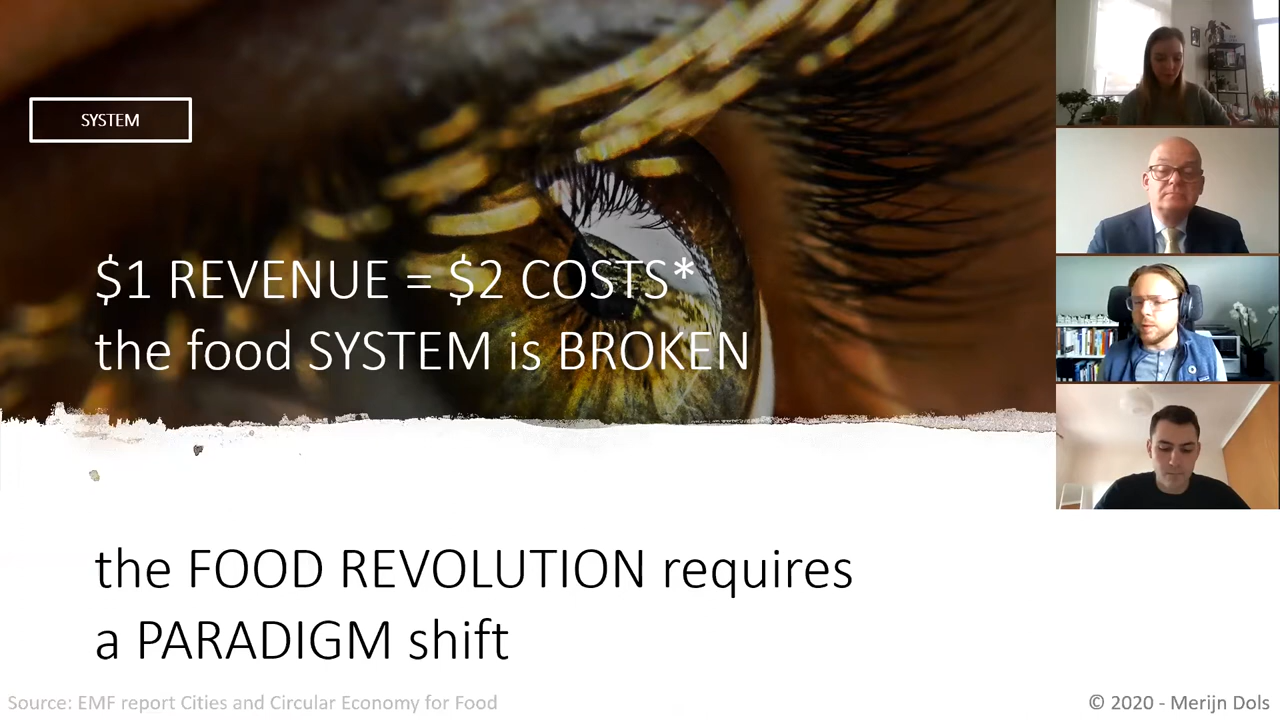 SYSTEM
$1 REVENUE = $2 COSTS*
the food SYSTEM is BROKEN
the FOOD REVOLUTION requires
a PARADIGM shift
Source: EMF report Cities and Circular Economy for Food
© 2020 - Merijn Dols